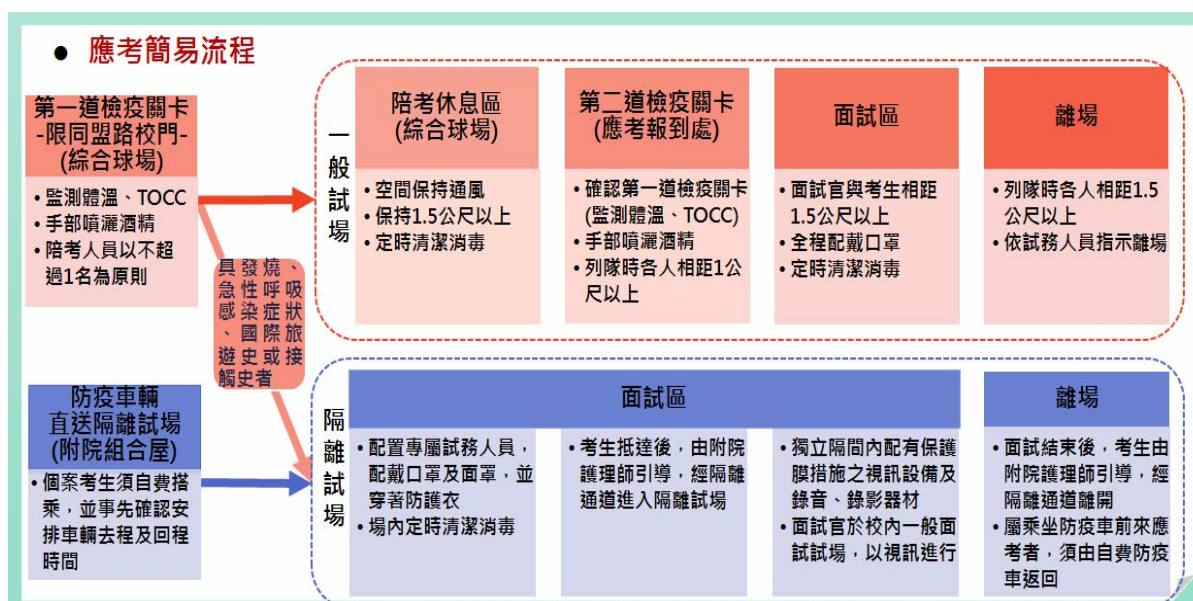 ● 應考簡易流程
第一道檢疫關卡
-限同盟路校門-
(綜合球場)
• 監測體溫、TOCC
• 手部噴灑酒精
• 陪考人員以不超
過1名為原則
具發燒、
急性呼吸
感染症狀
、國際旅
遊史或接
觸史者
一般試場
陪考休息區
(綜合球場)
• 空間保持通風
• 保持1.5公尺以上
• 定時清潔消毒
第二道檢疫關卡
(應考報到處)
• 確認第一道檢疫關卡
(監測體溫、TOCC)
• 手部噴灑酒精
• 列隊時各人相距1公
尺以上
面試區
• 面試官與考生相距
1.5公尺以上
• 全程配戴口罩
• 定時清潔消毒
離場
• 列隊時各人相距1.5
公尺以上
• 依試務人員指示離場
防疫車輛
直送隔離試場
(附院組合屋)
• 個案考生須自費搭
乘，並事先確認安
排車輛去程及回程
時間
隔離試場
面試區
• 配置專屬試務人員，
配戴口罩及面罩，並
穿著防護衣
• 場內定時清潔消毒
• 考生抵達後，由附院
護理師引導，經隔離
通道進入隔離試場
• 獨立隔間內配有保護
膜措施之視訊設備及
錄音、錄影器材
• 面試官於校內一般面
試試場，以視訊進行
離場
• 面試結束後，考生由
附院護理師引導，經
隔離通道離開
• 屬乘坐防疫車前來應
考者，須由自費防疫
車返回